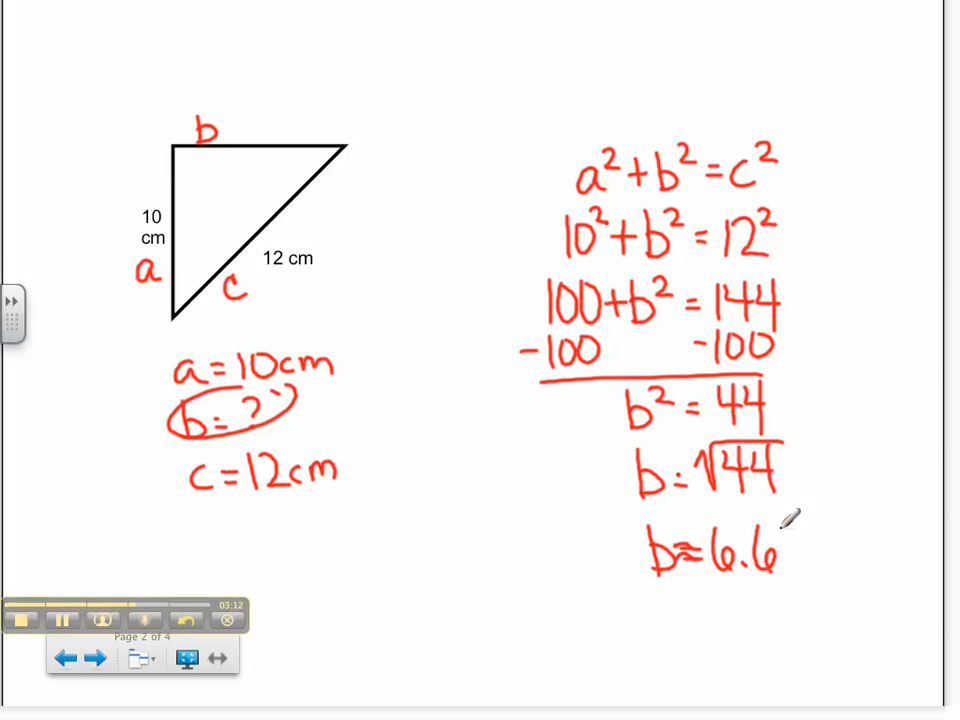 b
10
cm
a
12 cm
c
a=10cm
b=?
c=12cm
a²+b²=c²
10²+b²=12²
100+b²=144
-100 -100
b²=44
b=√44
b≈6.6
03:12
Page 2 of 4